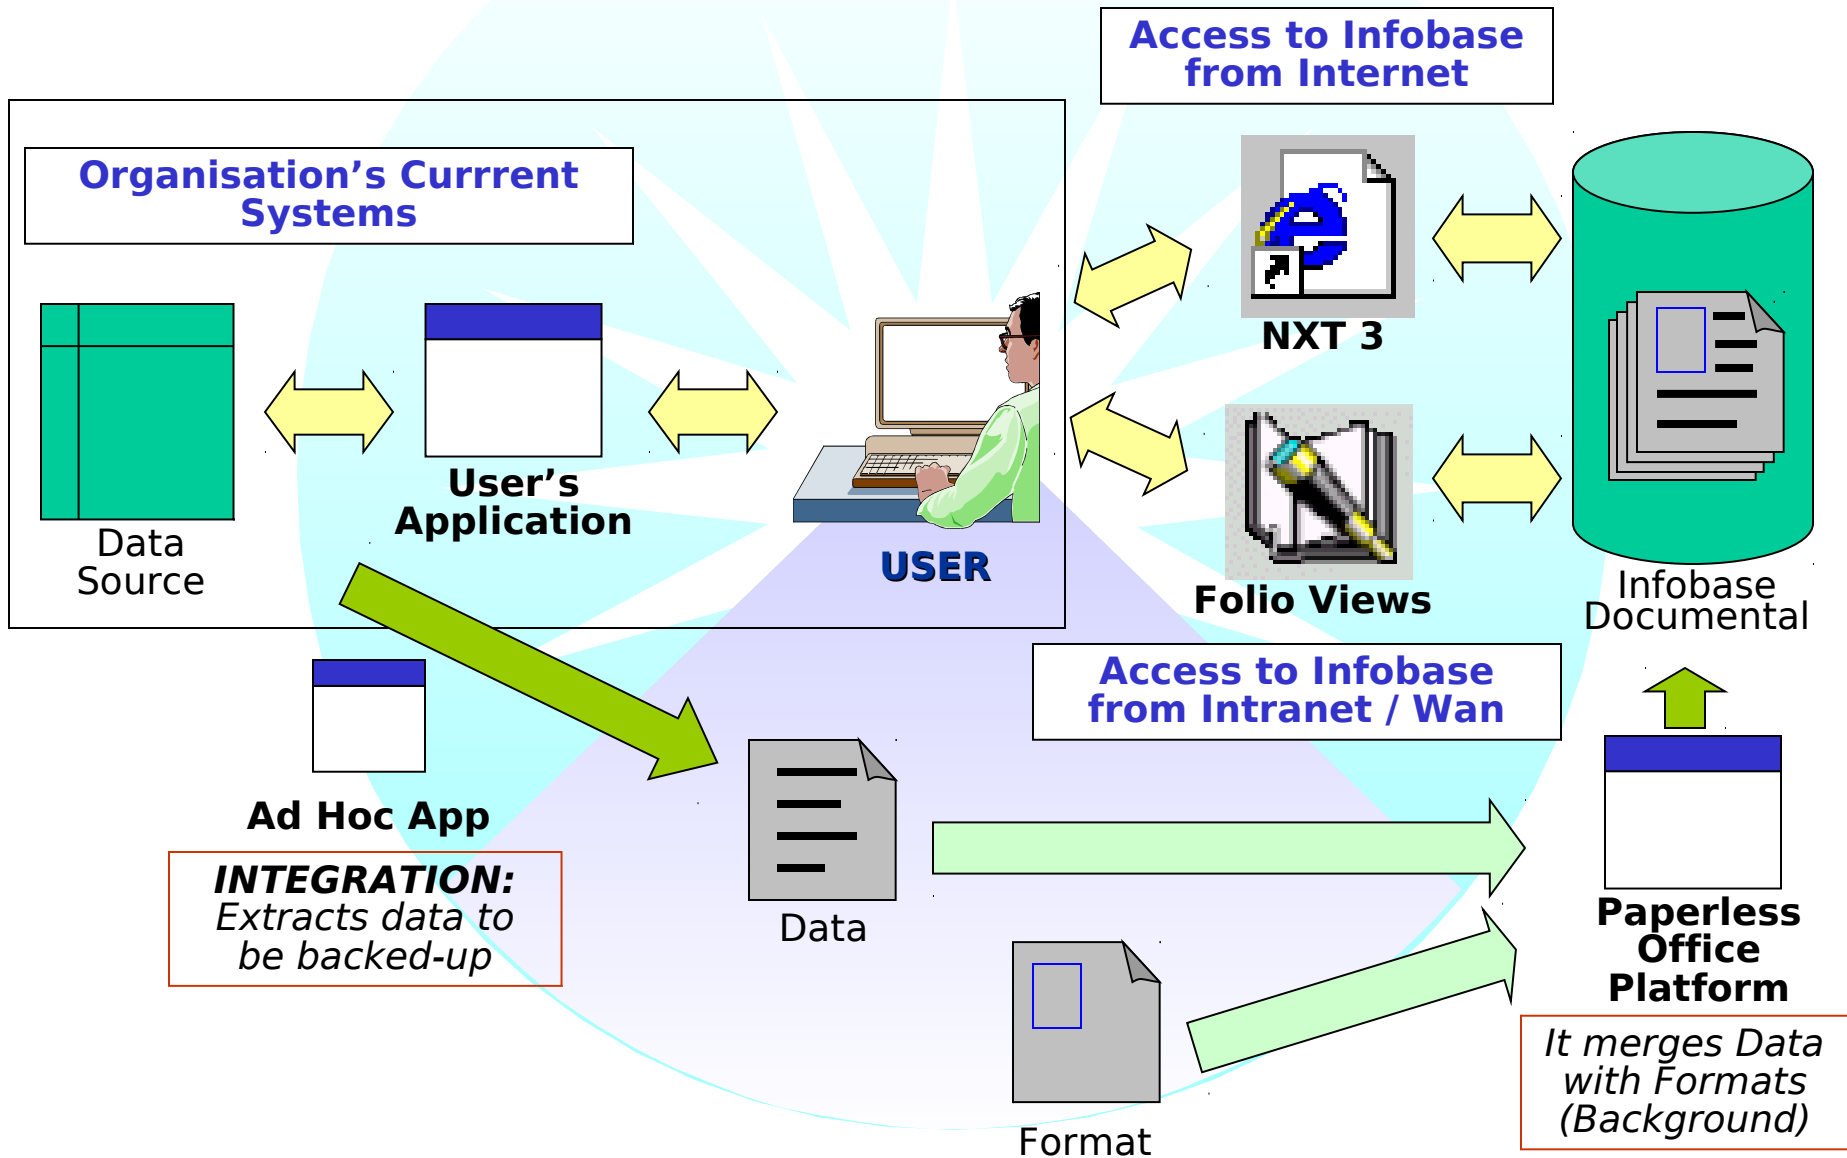 Access to Infobase
from Internet
Organisation’s Currrent
Systems
NXT 3
User’s
Application
Data
Source
USER
Folio Views
Infobase
Documental
Access to Infobase
from Intranet / Wan
Ad Hoc App
INTEGRATION:
Extracts data to
be backed-up
Data
Paperless
Office
Platform
It merges Data
with Formats
(Background)
Format